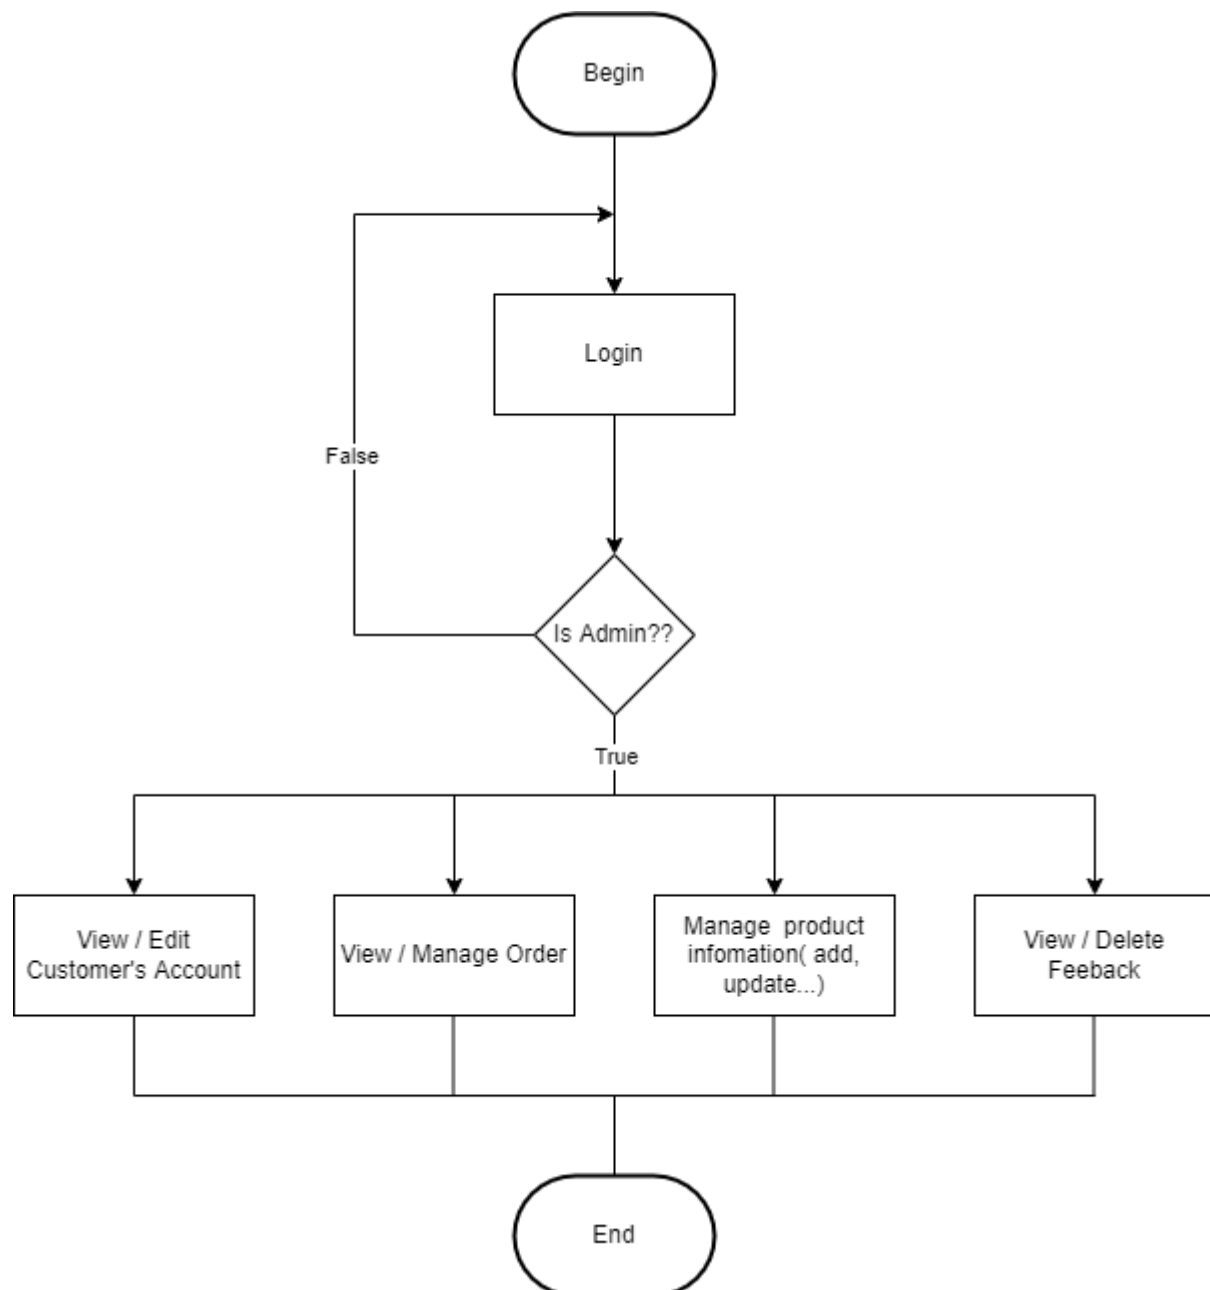 Begin
Login
False
Is Admin??
True
View / Edit
Customer's Account
View / Manage Order
Manage  product
infomation( add,
update...)
View / Delete
Feeback
End